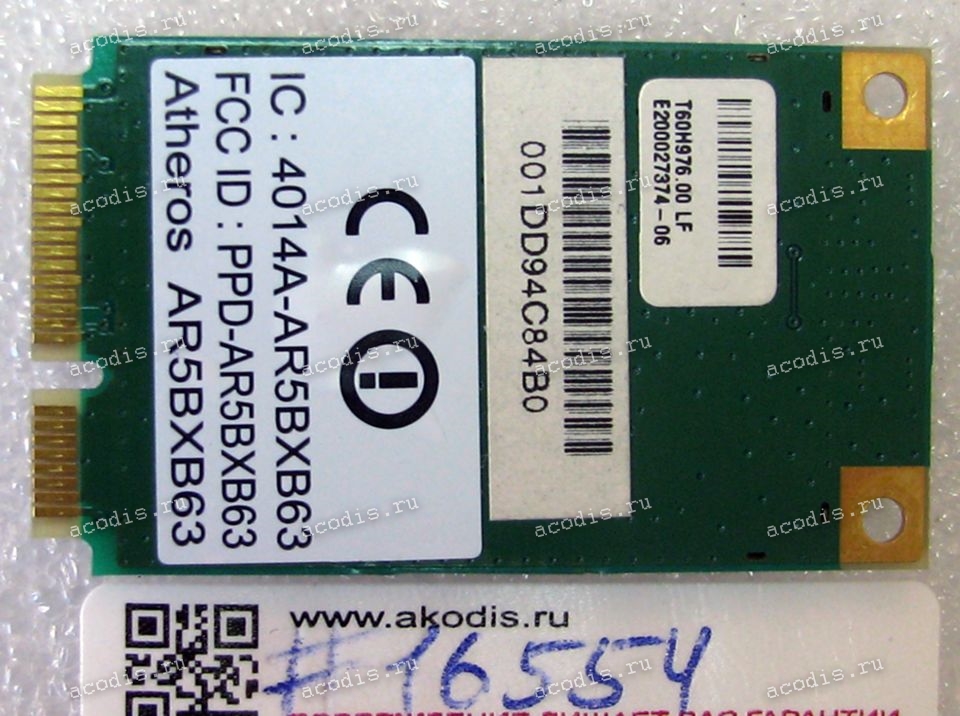 Atheros AR5BXB63
FCC ID : PPD-AR5BXB63
IC : 4014A-AR5BXB63
CE
001DD94C84B0
T60H976.00 LF
E200027374-06
www.akodis.ru
#16554
acodis.ru